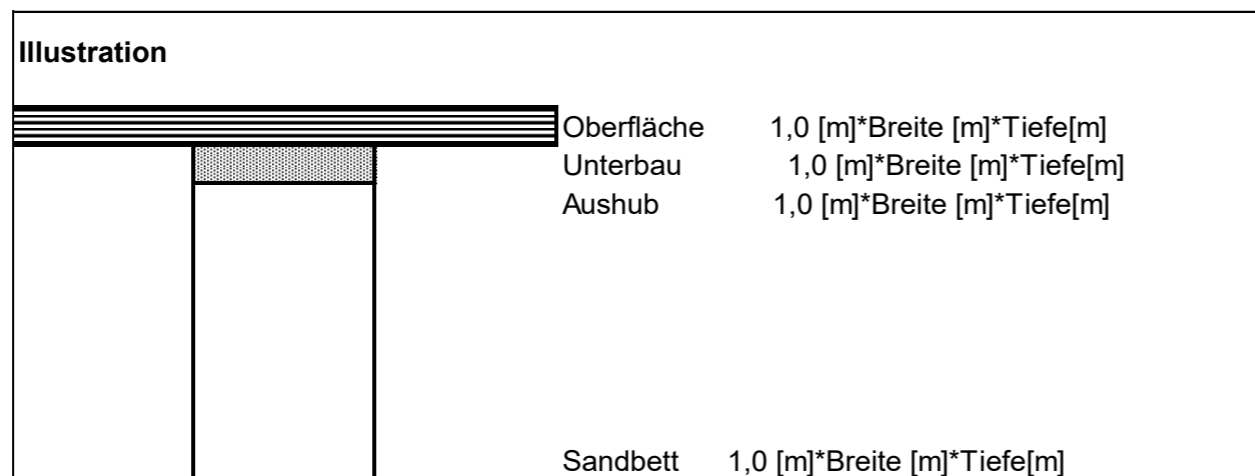 Illustration
Oberfläche 1,0 [m]*Breite [m]*Tiefe[m]
Unterbau 1,0 [m]*Breite [m]*Tiefe[m]
Aushub 1,0 [m]*Breite [m]*Tiefe[m]
Sandbett 1,0 [m]*Breite [m]*Tiefe[m]